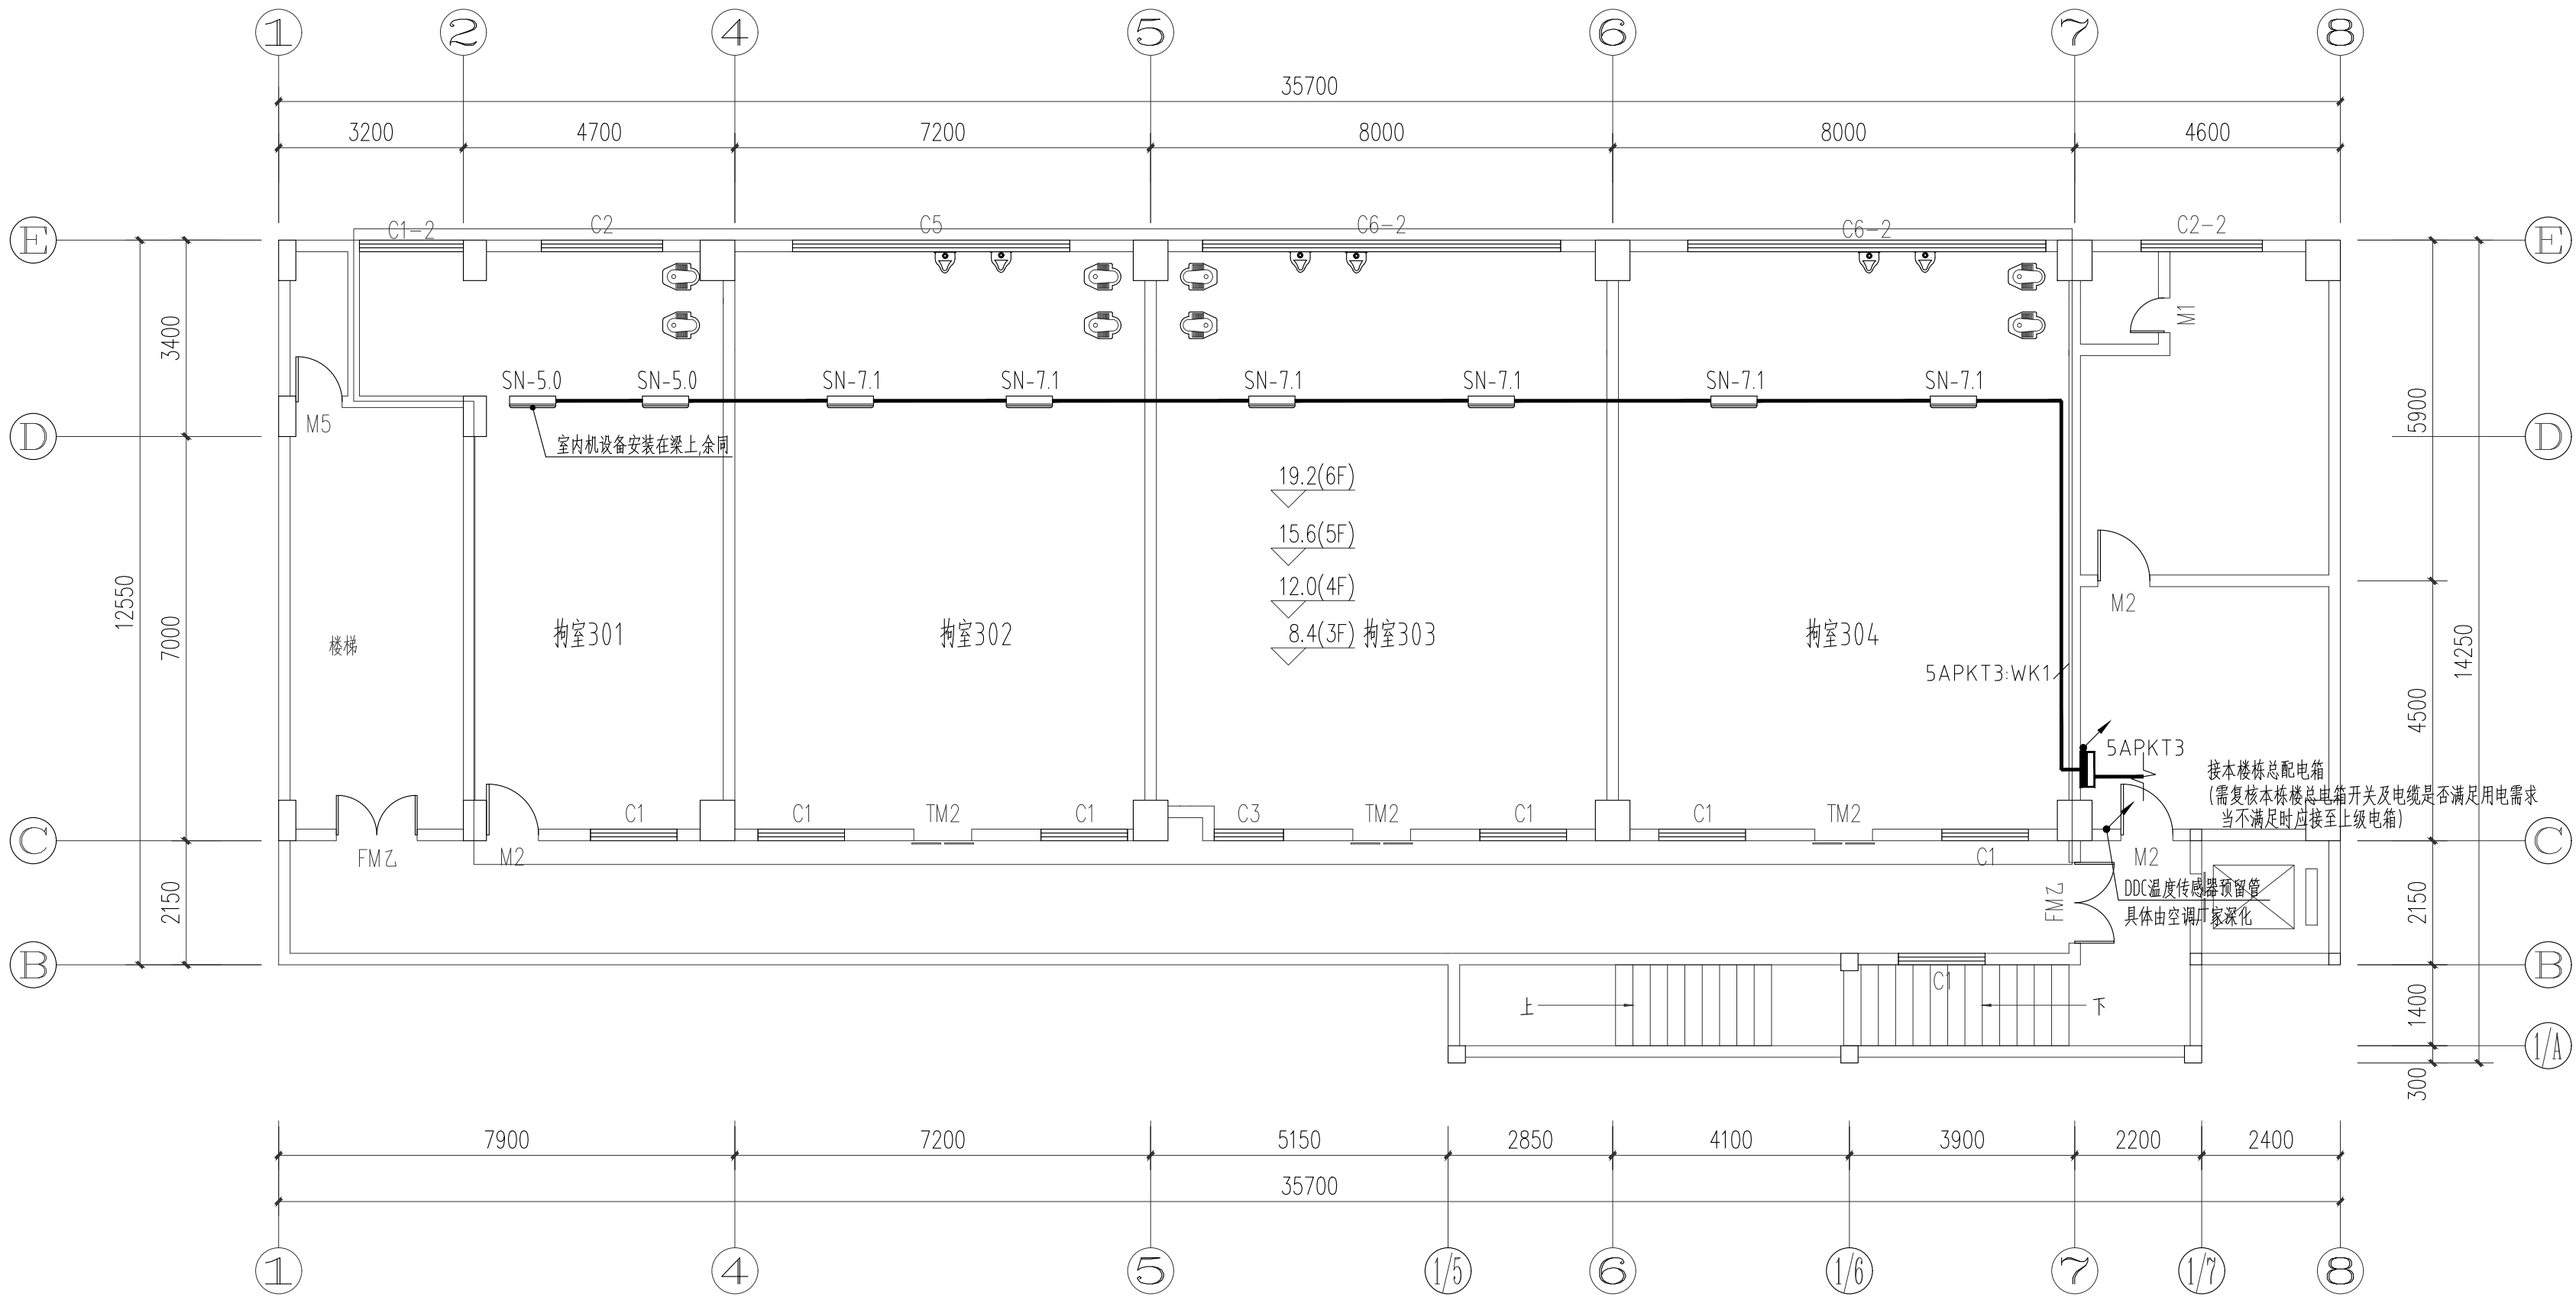 1 2 4 5 6 7 8
35700
3200 4700 7200 8000 8000 4600
C1-2 C2 C5 C6-2 C6-2 C2-2
E E
3400
M1
SN-5.0 SN-5.0 SN-7.1 SN-7.1 SN-7.1 SN-7.1 SN-7.1 SN-7.1
M5
5900
D D
室内机设备安装在梁上,余同
19.2(6F)
15.6(5F)
12.0(4F)
8.4(3F)
12550
7000
M2
楼梯
拘室301 拘室302 拘室303 拘室304
14250
5APKT3:WK1
4500
5APKT3
接本楼栋总配电箱
(需复核本栋楼总电箱开关及电缆是否满足用电需求
当不满足时应接至上级电箱)
C1 C1 TM2 C1 C3 TM2 C1 C1 TM2
C C
FM乙 M2 C1 M2
2150
DDC温度传感器预留管
具体由空调厂家深化
FM乙
2150
B B
C1
上 下
1400
1/A
300
7900 7200 5150 2850 4100 3900 2200 2400
35700
1 4 5 1/5 6 1/6 7 1/7 8